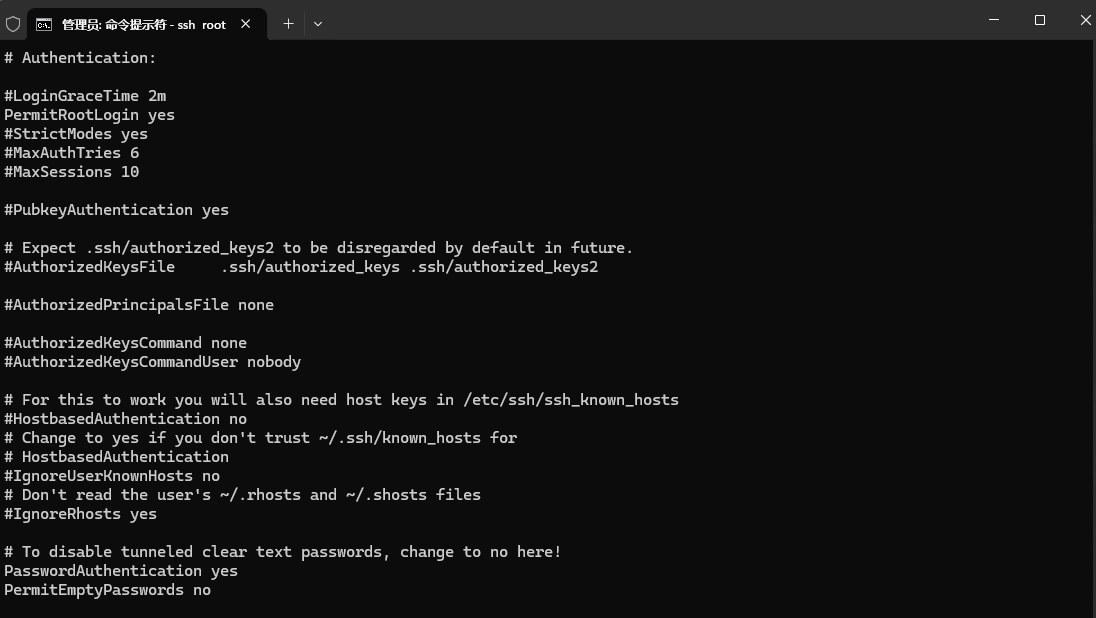 管理员: 命令提示符 - ssh root
# Authentication:
#LoginGraceTime 2m
PermitRootLogin yes
#StrictModes yes
#MaxAuthTries 6
#MaxSessions 10
#PubkeyAuthentication yes
# Expect .ssh/authorized_keys2 to be disregarded by default in future.
#AuthorizedKeysFile     .ssh/authorized_keys .ssh/authorized_keys2
#AuthorizedPrincipalsFile none
#AuthorizedKeysCommand none
#AuthorizedKeysCommandUser nobody
# For this to work you will also need host keys in /etc/ssh/ssh_known_hosts
#HostbasedAuthentication no
# Change to yes if you don't trust ~/.ssh/known_hosts for
# HostbasedAuthentication
#IgnoreUserKnownHosts no
# Don't read the user's ~/.rhosts and ~/.shosts files
#IgnoreRhosts yes
# To disable tunneled clear text passwords, change to no here!
PasswordAuthentication yes
PermitEmptyPasswords no